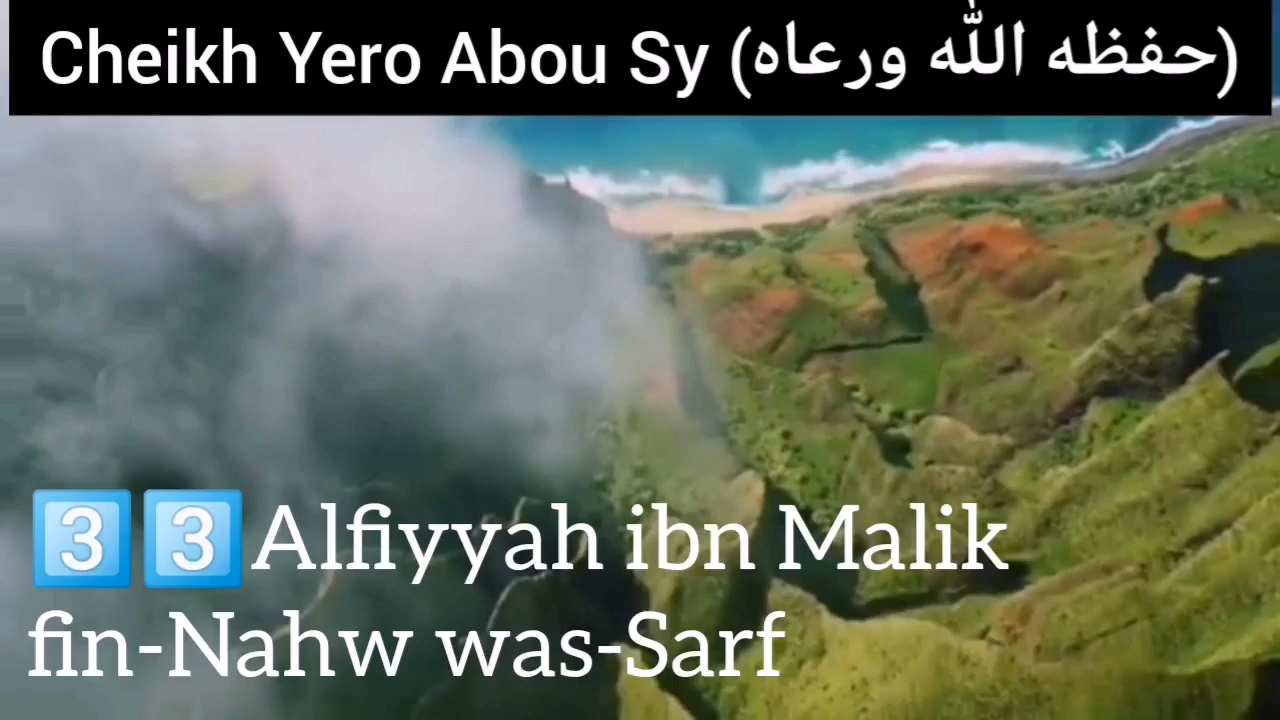 Cheikh Yero Abou Sy (حفظه الله ورعاه)
3️⃣3️⃣Alfiyyah ibn Malik
fin-Nahw was-Sarf